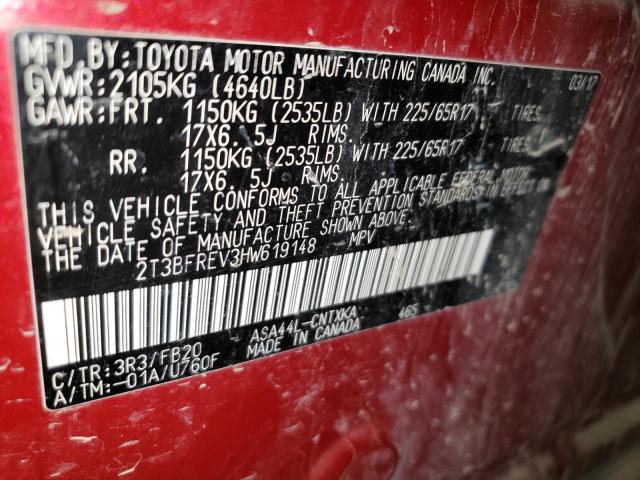 MFD. BY: TOYOTA MOTOR MANUFACTURING CANADA INC. 03/17
GVWR: 2105KG (4640LB)
GAWR: FRT. 1150KG (2535LB) WITH 225/65R17 TIRES.
17X6. 5J RIMS.
RR. 1150KG (2535LB) WITH 225/65R17 TIRES.
17X6. 5J RIMS.
THIS VEHICLE CONFORMS TO ALL APPLICABLE FEDERAL MOTOR
VEHICLE SAFETY AND THEFT PREVENTION STANDARDS IN EFFECT ON
THE DATE OF MANUFACTURE SHOWN ABOVE.
2T3BFREV3HW619148 MPV
ASA44L-CNTXKA 465
C/TR: 3R3/FB20 MADE IN CANADA
A/TM: -01A/U760F